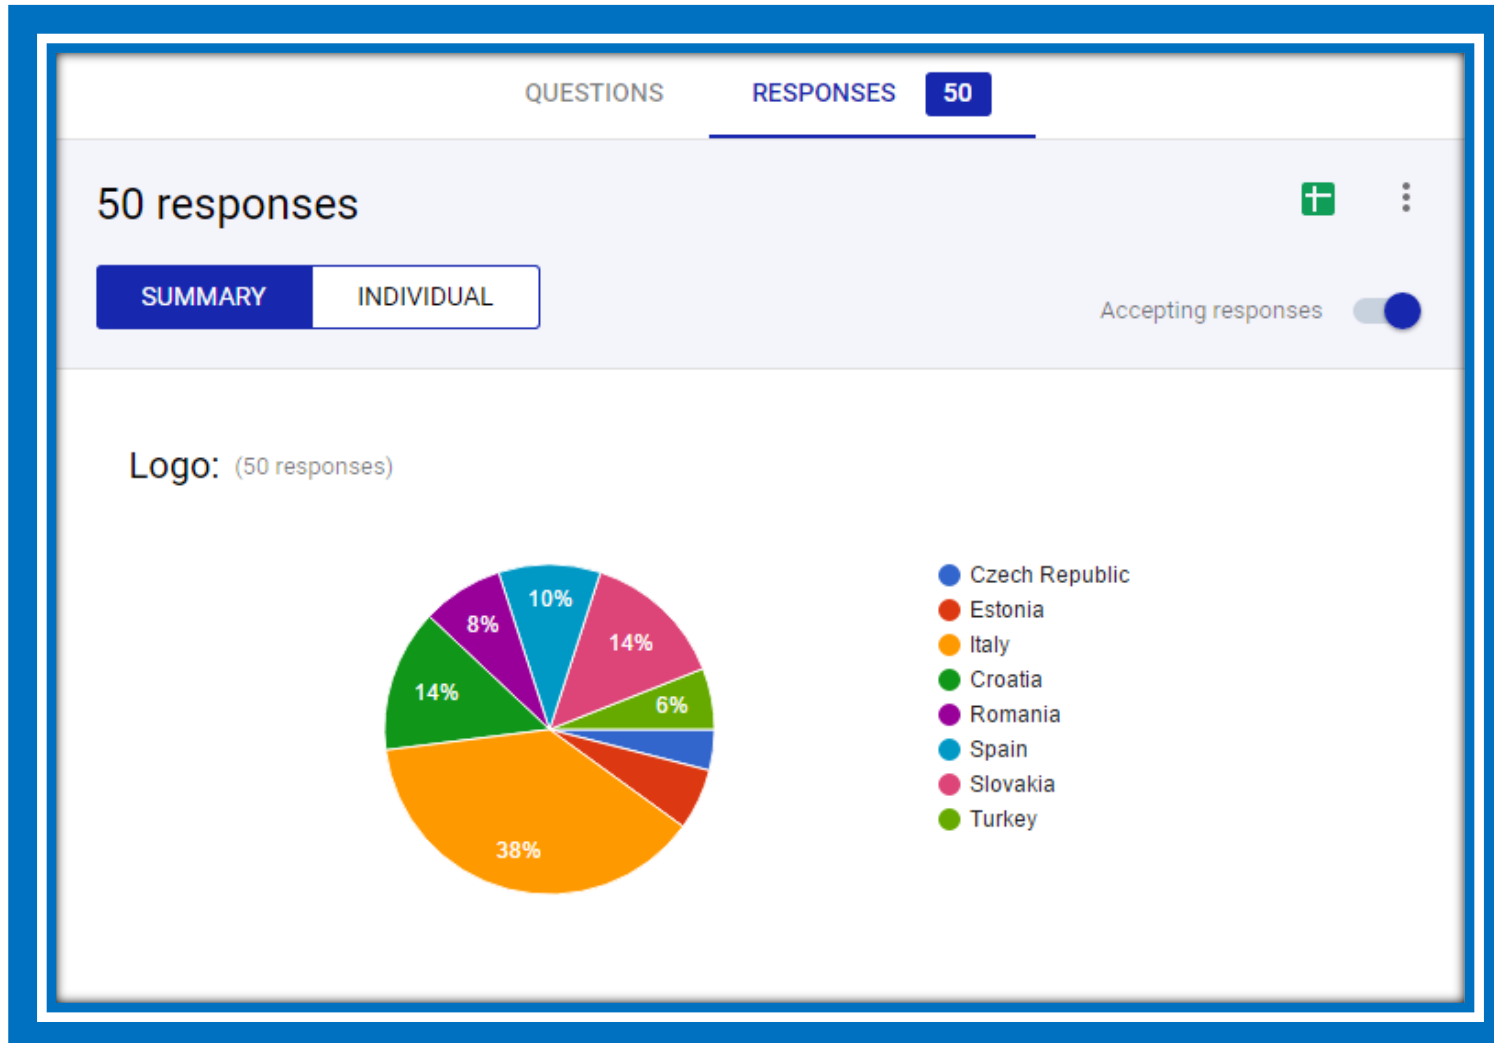 QUESTIONS RESPONSES 50
50 responses
SUMMARY INDIVIDUAL
Accepting responses
Logo: (50 responses)
10%
8%
14%
14%
6%
38%
Czech Republic
Estonia
Italy
Croatia
Romania
Spain
Slovakia
Turkey